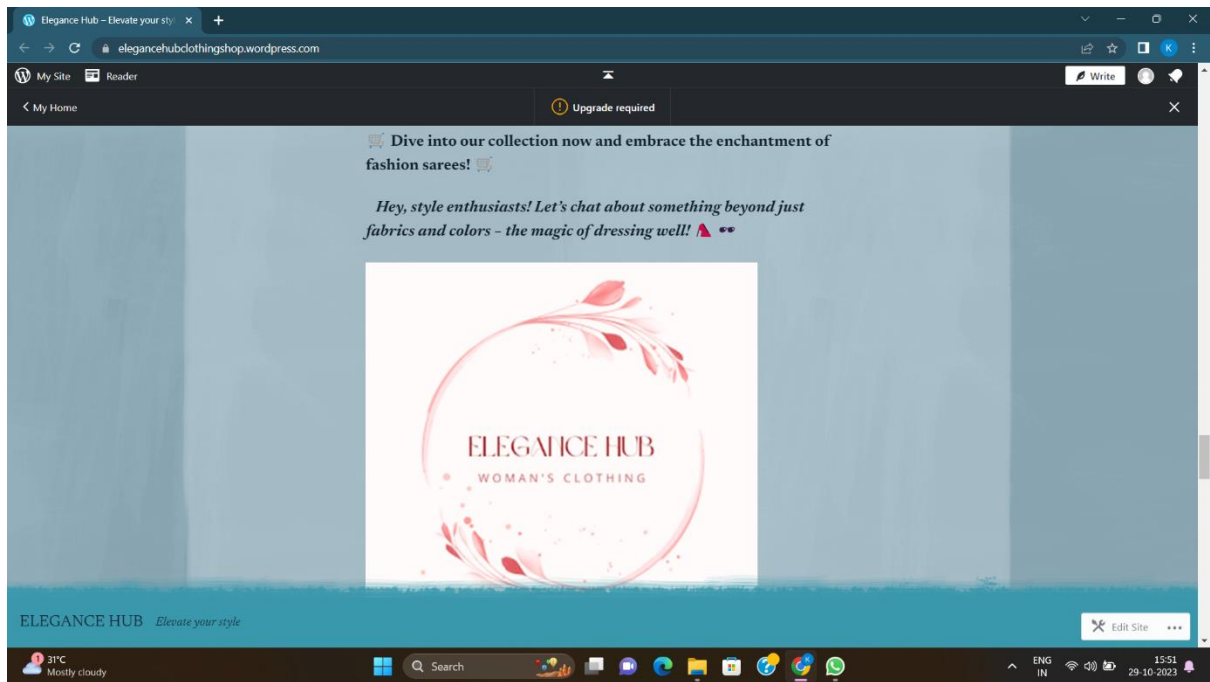 Elegance Hub – Elevate your sty
elegancehubclothingshop.wordpress.com
My Site
Reader
Write
My Home
Upgrade required
🛒 Dive into our collection now and embrace the enchantment of
fashion sarees! 🛒
Hey, style enthusiasts! Let's chat about something beyond just
fabrics and colors – the magic of dressing well! 🥻 🕶️
ELEGANCE HUB
WOMAN'S CLOTHING
ELEGANCE HUB Elevate your style
Edit Site
1
31°C
Mostly cloudy
Search
K
ENG
IN
15:51
29-10-2023